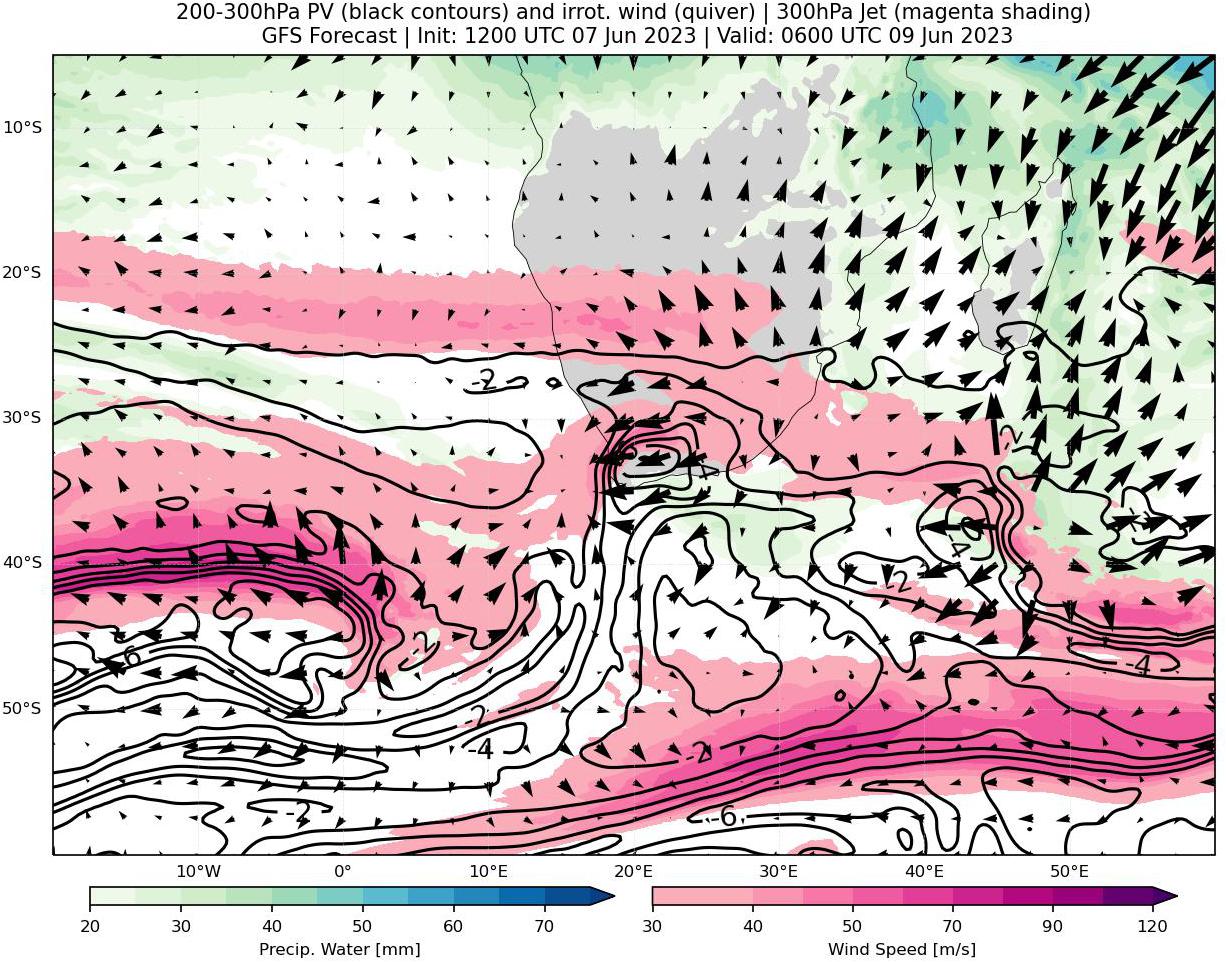 200-300hPa PV (black contours) and irrot. wind (quiver) | 300hPa Jet (magenta shading)
GFS Forecast | Init: 1200 UTC 07 Jun 2023 | Valid: 0600 UTC 09 Jun 2023
10°S
20°S
-2
30°S
-2
-4
-4
40°S
-2
-2
-6
-4
50°S
-2
-4
-2
-2
-6
10°W 0° 10°E 20°E 30°E 40°E 50°E
20 30 40 50 60 70
30 40 50 70 90 120
Precip. Water [mm]
Wind Speed [m/s]